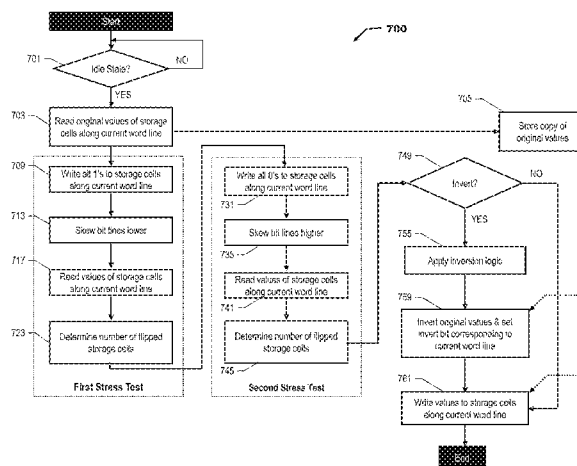 Start
700
701
Idle State?
NO
YES
703
Read original values of storage
cells along current word line
705
Store copy of
original values
709
Write all 1's to storage cells
along current word line
713
Skew bit lines lower
717
Read values of storage cells
along current word line
723
Determine number of flipped
storage cells
First Stress Test
Write all 0's to storage cells
along current word line
731
Skew bit lines higher
735
Read values of storage cells
along current word line
741
Determine number of flipped
storage cells
745
Second Stress Test
749
Invert?
NO
YES
755
Apply inversion logic
759
Invert original values & set
invert bit corresponding to
current word line
761
Write values to storage cells
along current word line
End